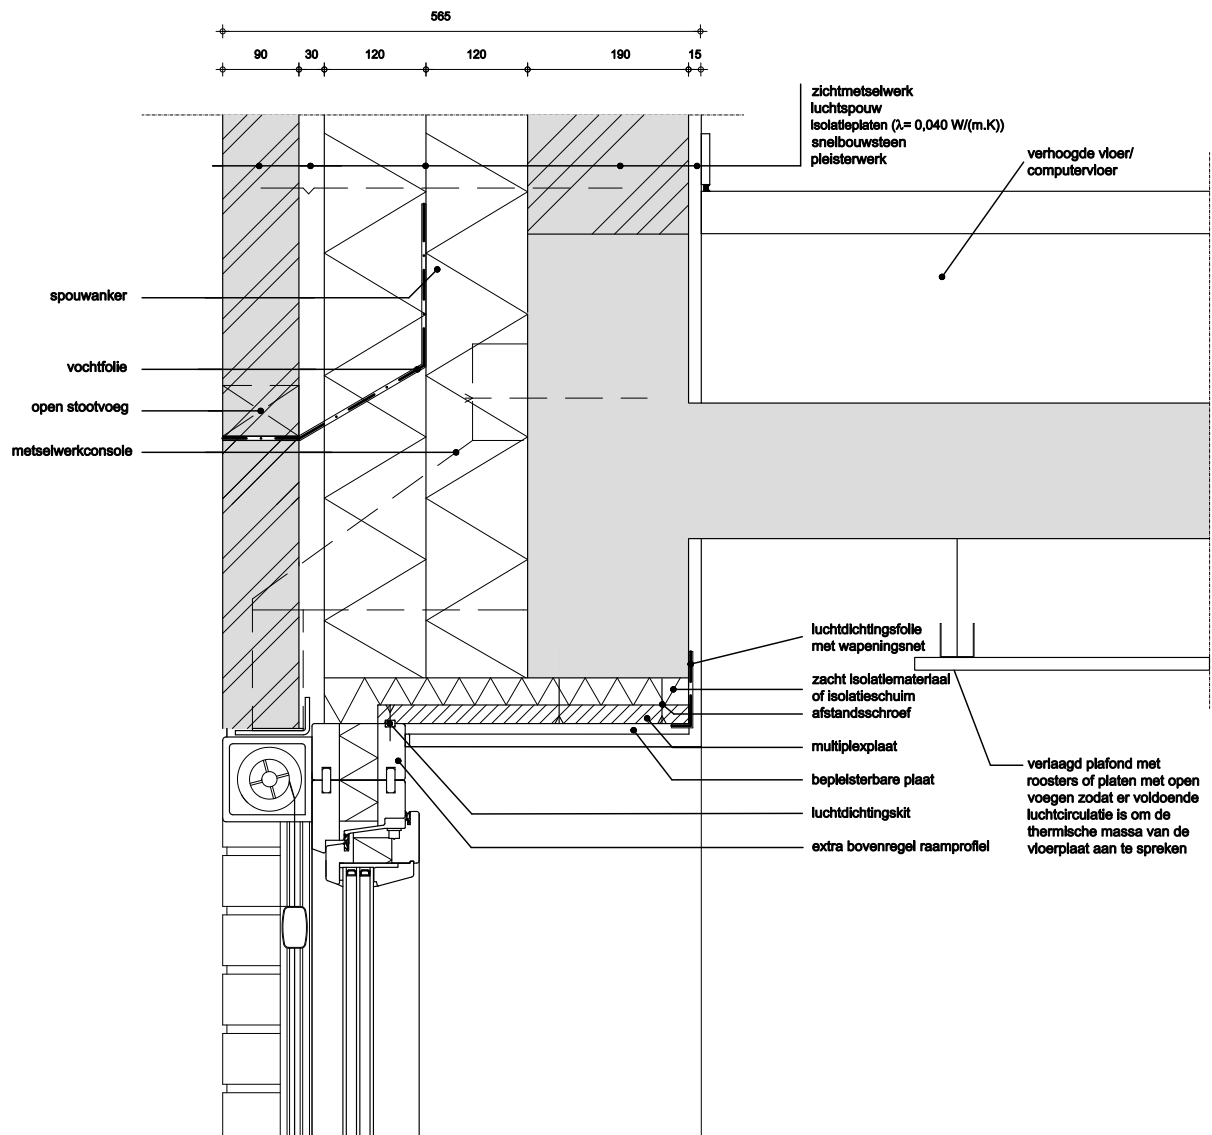 565
90 30 120 120 190 15
zichtmetselwerk
luchtspouw
isolatieplaten (λ= 0,040 W/(m.K))
snelbouwsteen
pleisterwerk
verhoogde vloer/
computervloer
spouwanker
vochtfolie
open stootvoeg
metselwerkconsole
luchtdichtingsfolie
met wapeningsnet
zacht isolatiemateriaal
of isolatieschuim
afstandsschroef
multiplexplaat
bepleisterbare plaat
luchtdichtingskit
extra bovenregel raamprofiel
verlaagd plafond met
roosters of platen met open
voegen zodat er voldoende
luchtcirculatie is om de
thermische massa van de
vloerplaat aan te spreken